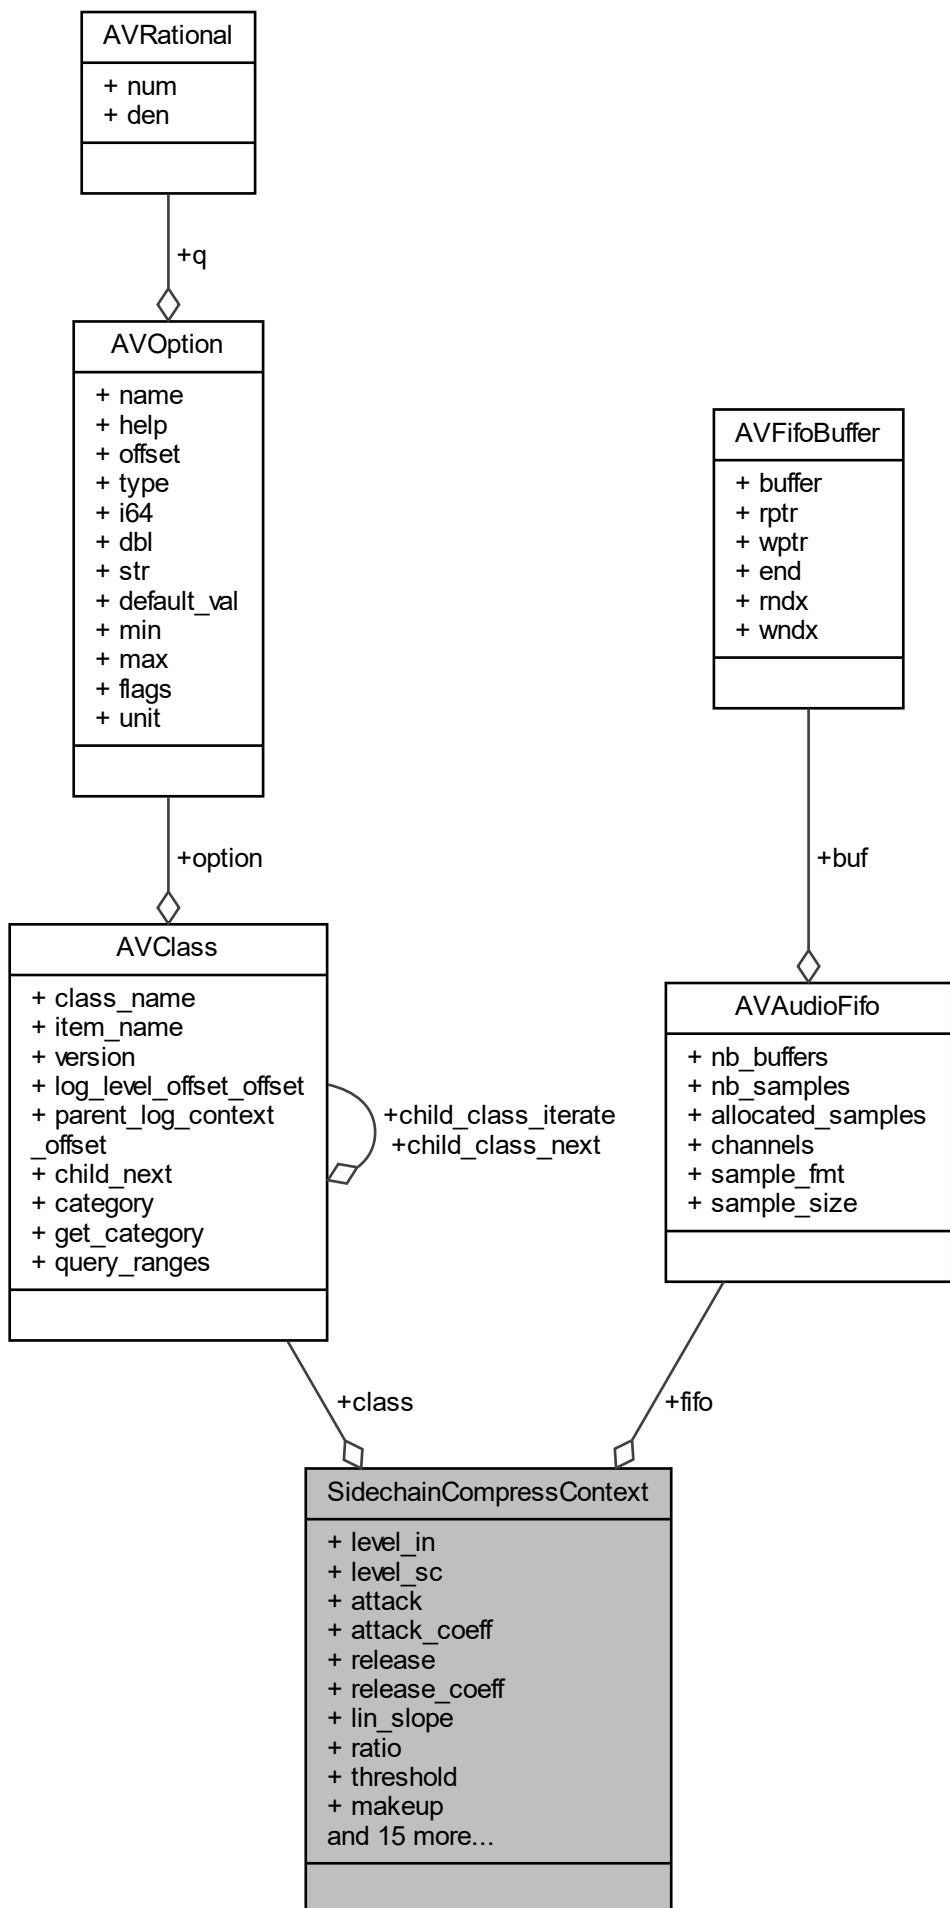 AVRational
+ num
+ den
+q
AVOption
+ name
+ help
+ offset
+ type
+ i64
+ dbl
+ str
+ default_val
+ min
+ max
+ flags
+ unit
AVFifoBuffer
+ buffer
+ rptr
+ wptr
+ end
+ rndx
+ wndx
+option
+buf
AVClass
+ class_name
+ item_name
+ version
+ log_level_offset_offset
+ parent_log_context
_offset
+ child_next
+ category
+ get_category
+ query_ranges
+child_class_iterate
+child_class_next
AVAudioFifo
+ nb_buffers
+ nb_samples
+ allocated_samples
+ channels
+ sample_fmt
+ sample_size
+class
+fifo
SidechainCompressContext
+ level_in
+ level_sc
+ attack
+ attack_coeff
+ release
+ release_coeff
+ lin_slope
+ ratio
+ threshold
+ makeup
and 15 more...